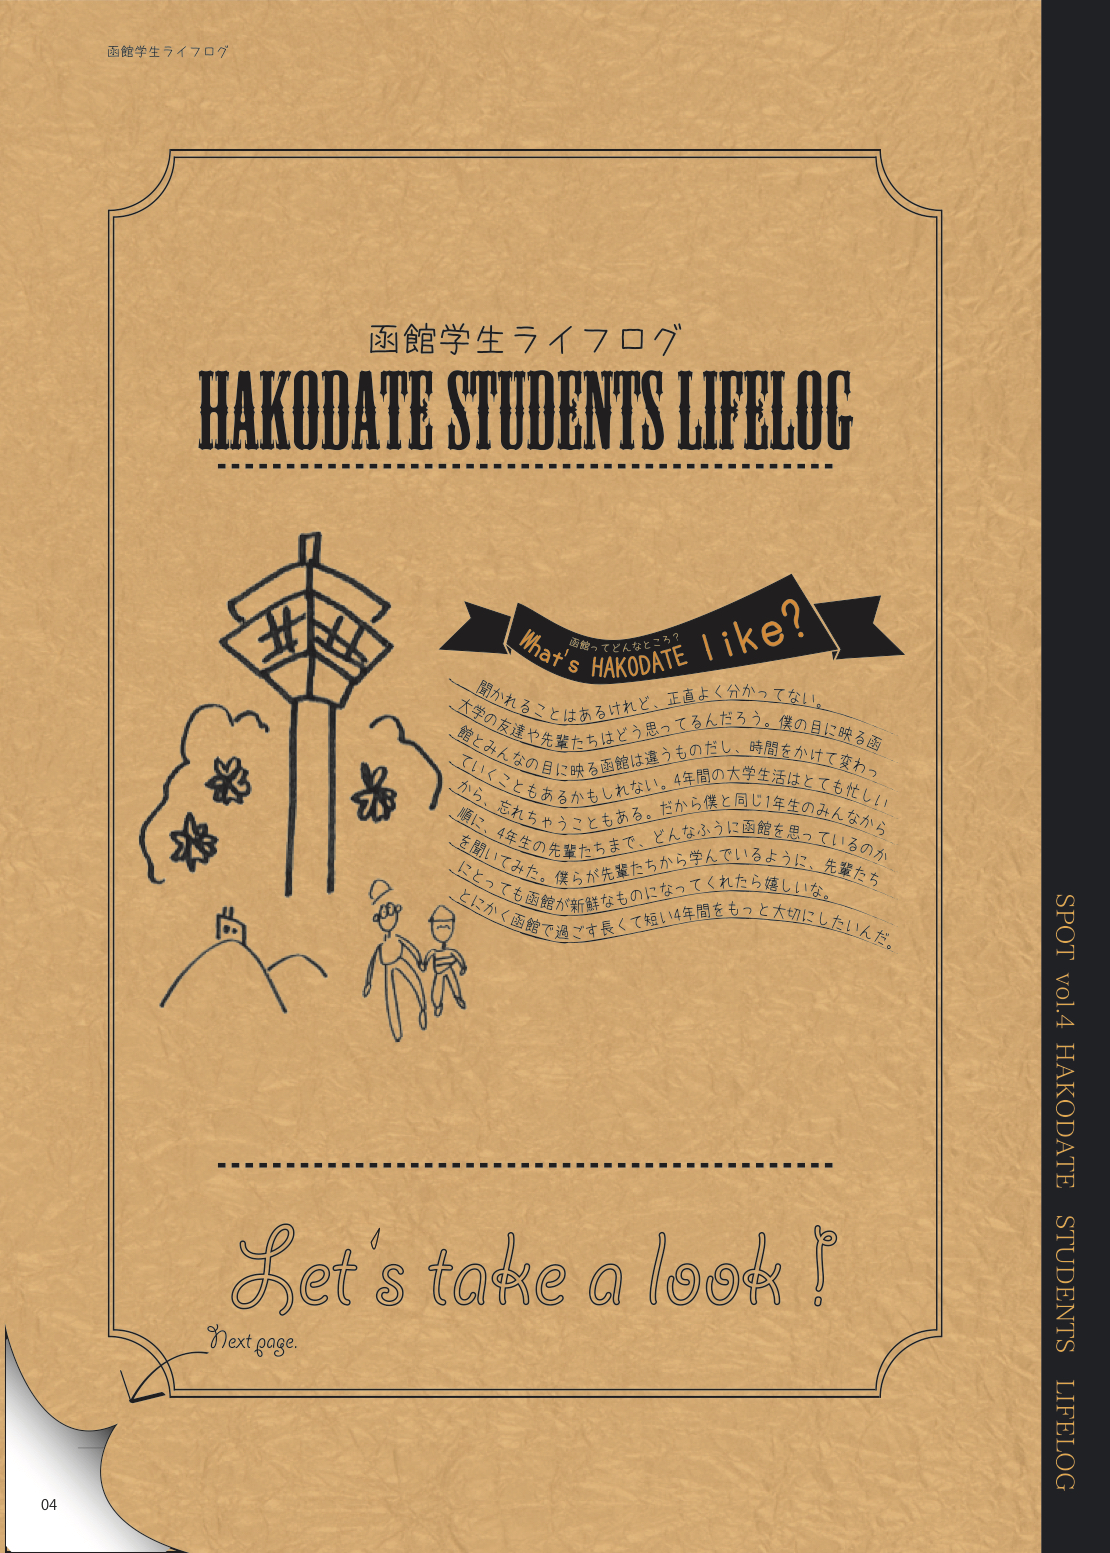 函館学生ライフログ
函館学生ライフログ
HAKODATE STUDENTS LIFELOG
函館ってどんなところ？
What's HAKODATE like?
聞かれることはあるけれど、正直よく分かってない。
大学の友達や先輩たちはどう思ってるんだろう。僕の目に映る函
館とみんなの目に映る函館は違うものだし、時間をかけて変わっ
ていくこともあるかもしれない。4年間の大学生活はとても忙しい
から、忘れちゃうこともある。だから僕と同じ1年生のみんなから
順に、4年生の先輩たちまで、どんなふうに函館を思っているのか
を聞いてみた。僕らが先輩たちから学んでいるように、先輩たち
にとっても函館が新鮮なものになってくれたら嬉しいな。
とにかく函館で過ごす長くて短い4年間をもっと大切にしたいんだ。
Let's take a look!
Next page.
04
SPOT vol.4 HAKODATE STUDENTS LIFELOG